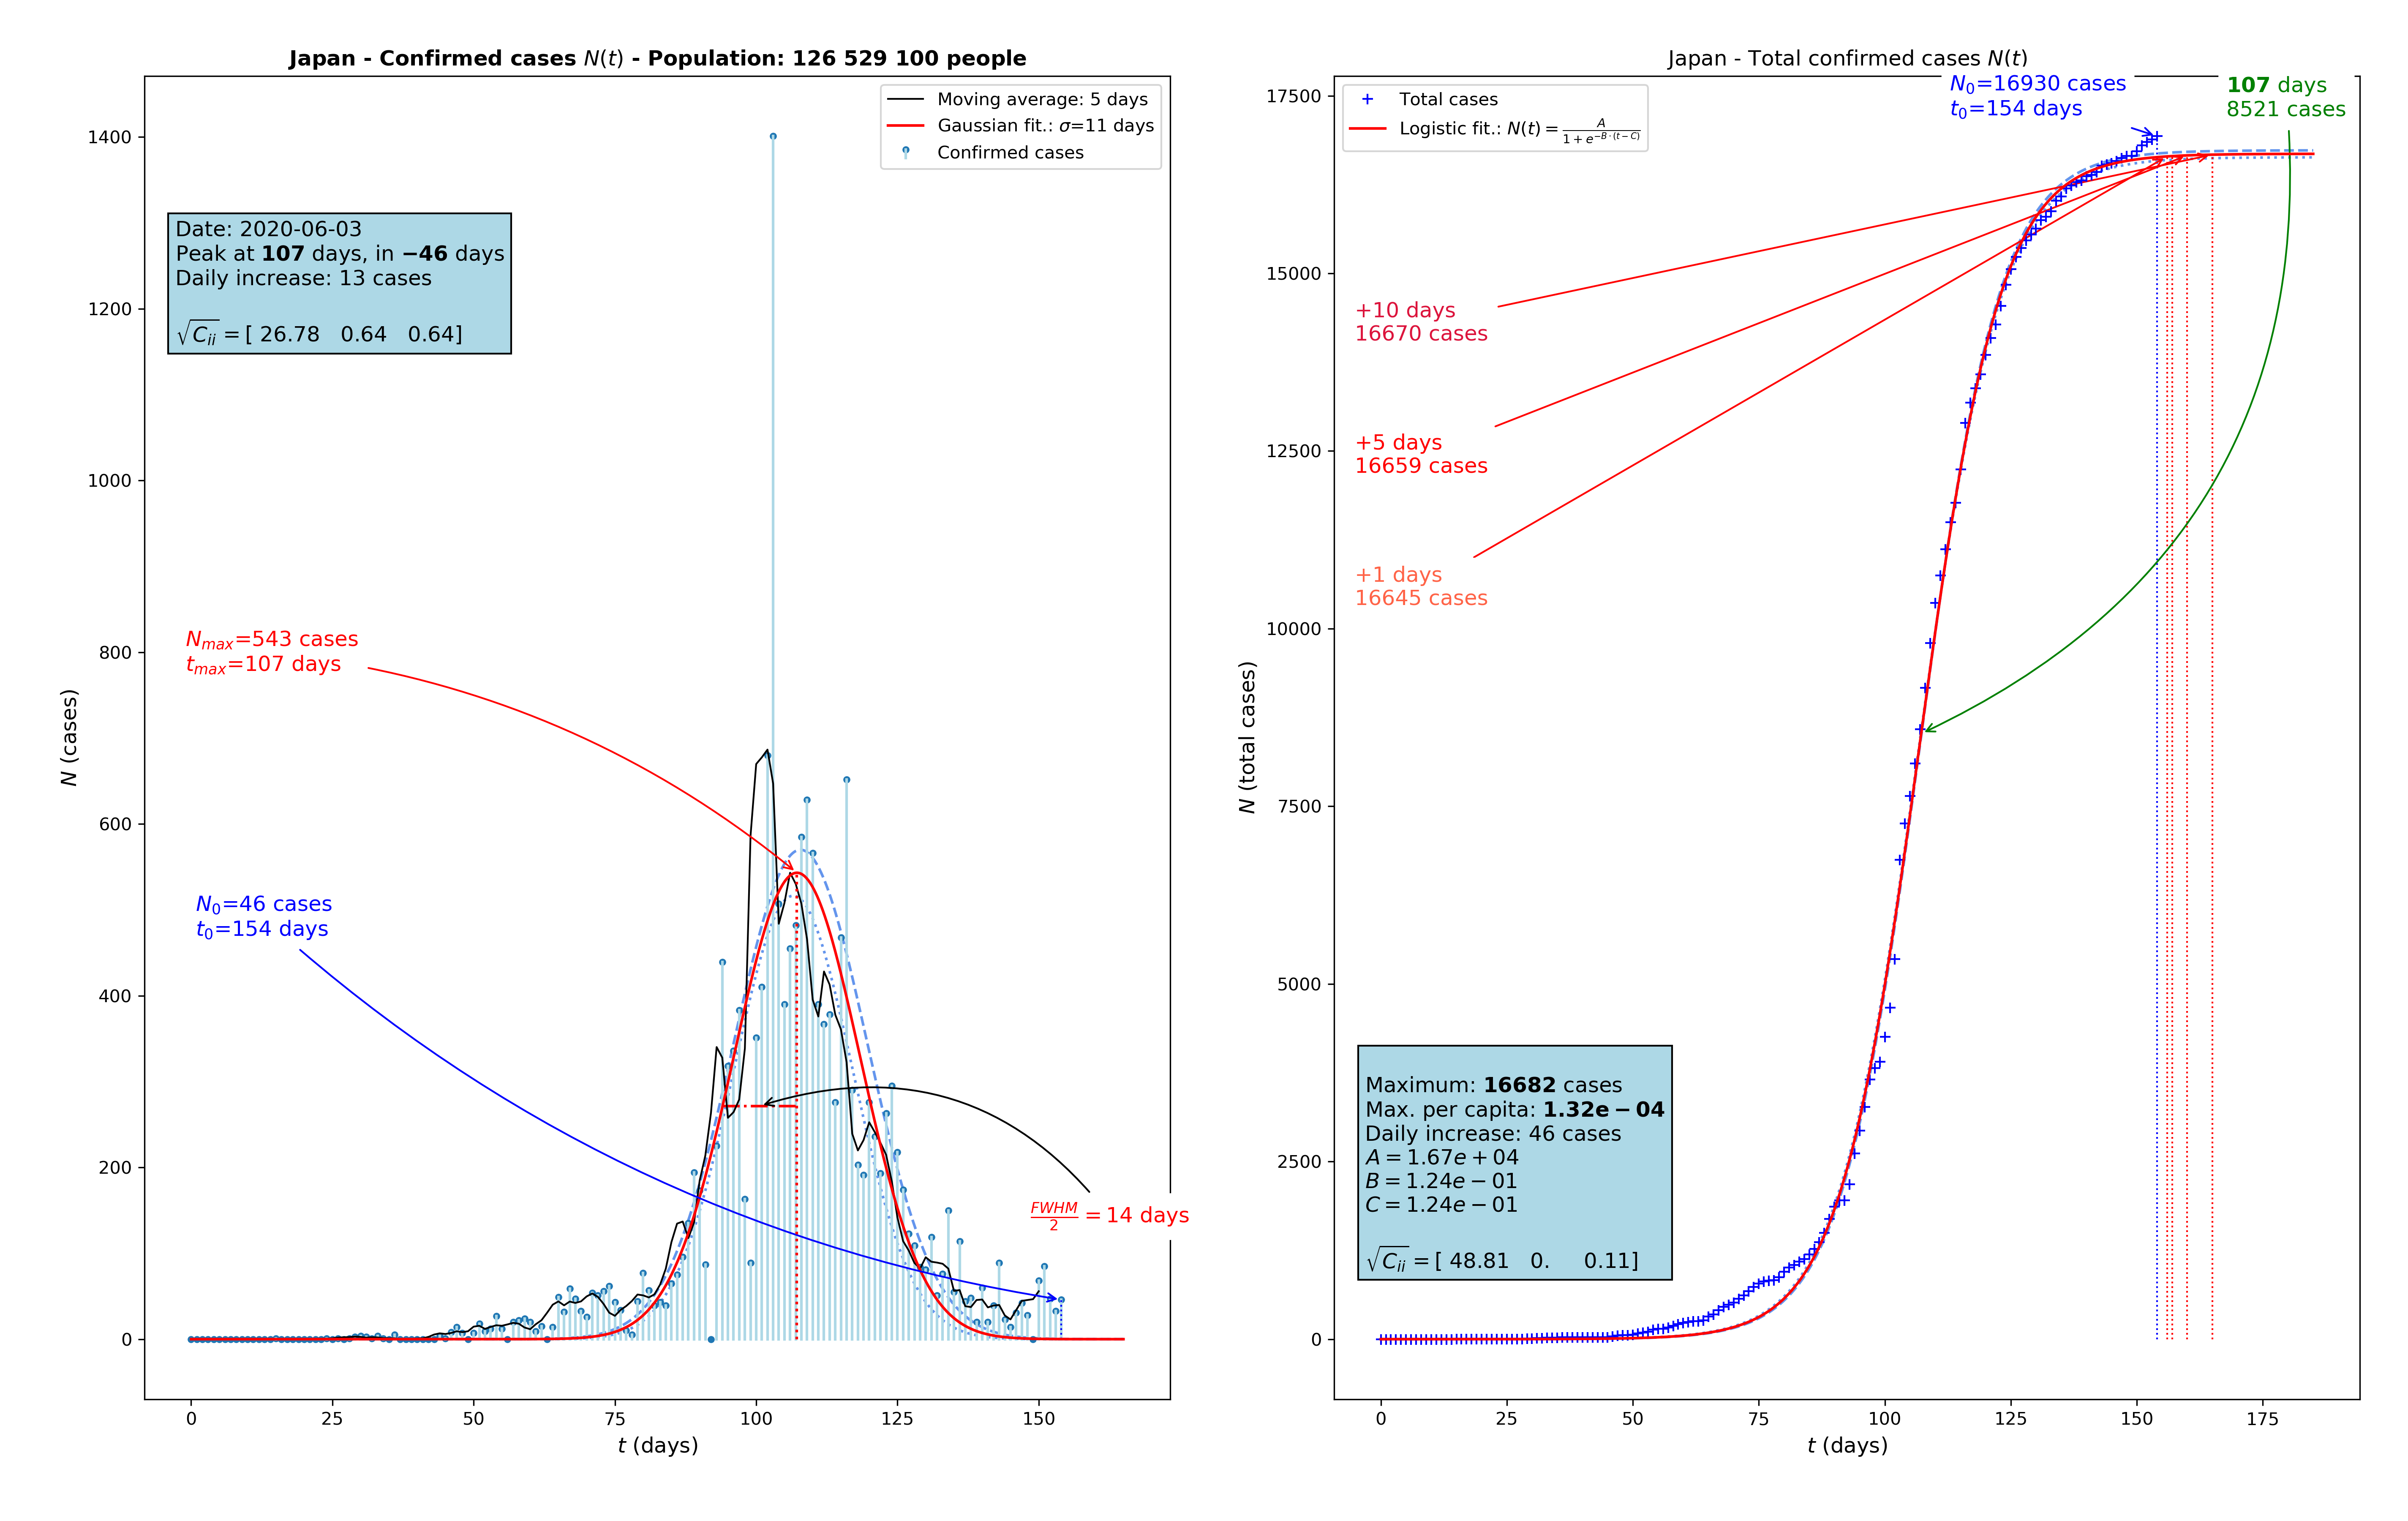 Japan - Confirmed cases N(t) - Population: 126 529 100 people
Moving average: 5 days
Gaussian fit.: σ=11 days
Confirmed cases
Date: 2020-06-03
Peak at 107 days, in −46 days
Daily increase: 13 cases
√C_ii = [ 26.78 0.64 0.64]
N_max=543 cases
t_max=107 days
N_0=46 cases
t_0=154 days
FWHM/2 = 14 days
N (cases)
1400
1200
1000
800
600
400
200
0
0 25 50 75 100 125 150
t (days)
Japan - Total confirmed cases N(t)
Total cases
Logistic fit.: N(t) = A/(1 + e^{−B·(t−C)})
N_0=16930 cases
t_0=154 days
107 days
8521 cases
+10 days
16670 cases
+5 days
16659 cases
+1 days
16645 cases
Maximum: 16682 cases
Max. per capita: 1.32e − 04
Daily increase: 46 cases
A = 1.67e + 04
B = 1.24e − 01
C = 1.24e − 01
√C_ii = [ 48.81 0. 0.11]
N (total cases)
17500
15000
12500
10000
7500
5000
2500
0
0 25 50 75 100 125 150 175
t (days)